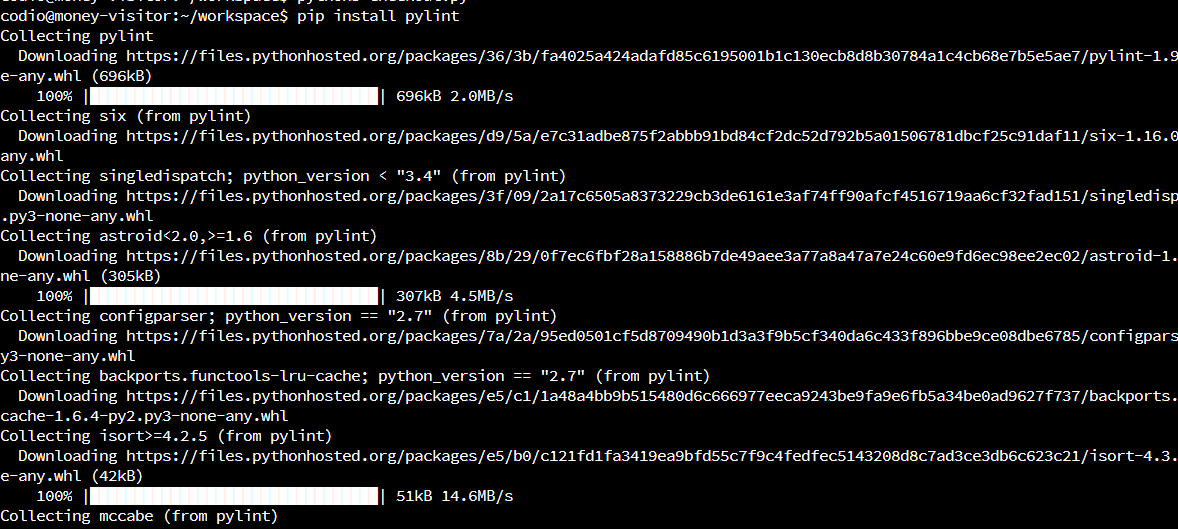 codio@money-visitor:~/workspace$ pip install pylint
Collecting pylint
  Downloading https://files.pythonhosted.org/packages/36/3b/fa4025a424adafd85c6195001b1c130ecb8d8b30784a1c4cb68e7b5e5ae7/pylint-1.9
e-any.whl (696kB)
    100% |████████████████████████████████| 696kB 2.0MB/s
Collecting six (from pylint)
  Downloading https://files.pythonhosted.org/packages/d9/5a/e7c31adbe875f2abbb91bd84cf2dc52d792b5a01506781dbcf25c91daf11/six-1.16.0
any.whl
Collecting singledispatch; python_version < "3.4" (from pylint)
  Downloading https://files.pythonhosted.org/packages/3f/09/2a17c6505a8373229cb3de6161e3af74ff90afcf4516719aa6cf32fad151/singledisp
.py3-none-any.whl
Collecting astroid<2.0,>=1.6 (from pylint)
  Downloading https://files.pythonhosted.org/packages/8b/29/0f7ec6fbf28a158886b7de49aee3a77a8a47a7e24c60e9fd6ec98ee2ec02/astroid-1.
ne-any.whl (305kB)
    100% |████████████████████████████████| 307kB 4.5MB/s
Collecting configparser; python_version == "2.7" (from pylint)
  Downloading https://files.pythonhosted.org/packages/7a/2a/95ed0501cf5d8709490b1d3a3f9b5cf340da6c433f896bbe9ce08dbe6785/configpars
y3-none-any.whl
Collecting backports.functools-lru-cache; python_version == "2.7" (from pylint)
  Downloading https://files.pythonhosted.org/packages/e5/c1/1a48a4bb9b515480d6c666977eeca9243be9fa9e6fb5a34be0ad9627f737/backports.
cache-1.6.4-py2.py3-none-any.whl
Collecting isort>=4.2.5 (from pylint)
  Downloading https://files.pythonhosted.org/packages/e5/b0/c121fd1fa3419ea9bfd55c7f9c4fedfec5143208d8c7ad3ce3db6c623c21/isort-4.3.
e-any.whl (42kB)
    100% |████████████████████████████████| 51kB 14.6MB/s
Collecting mccabe (from pylint)